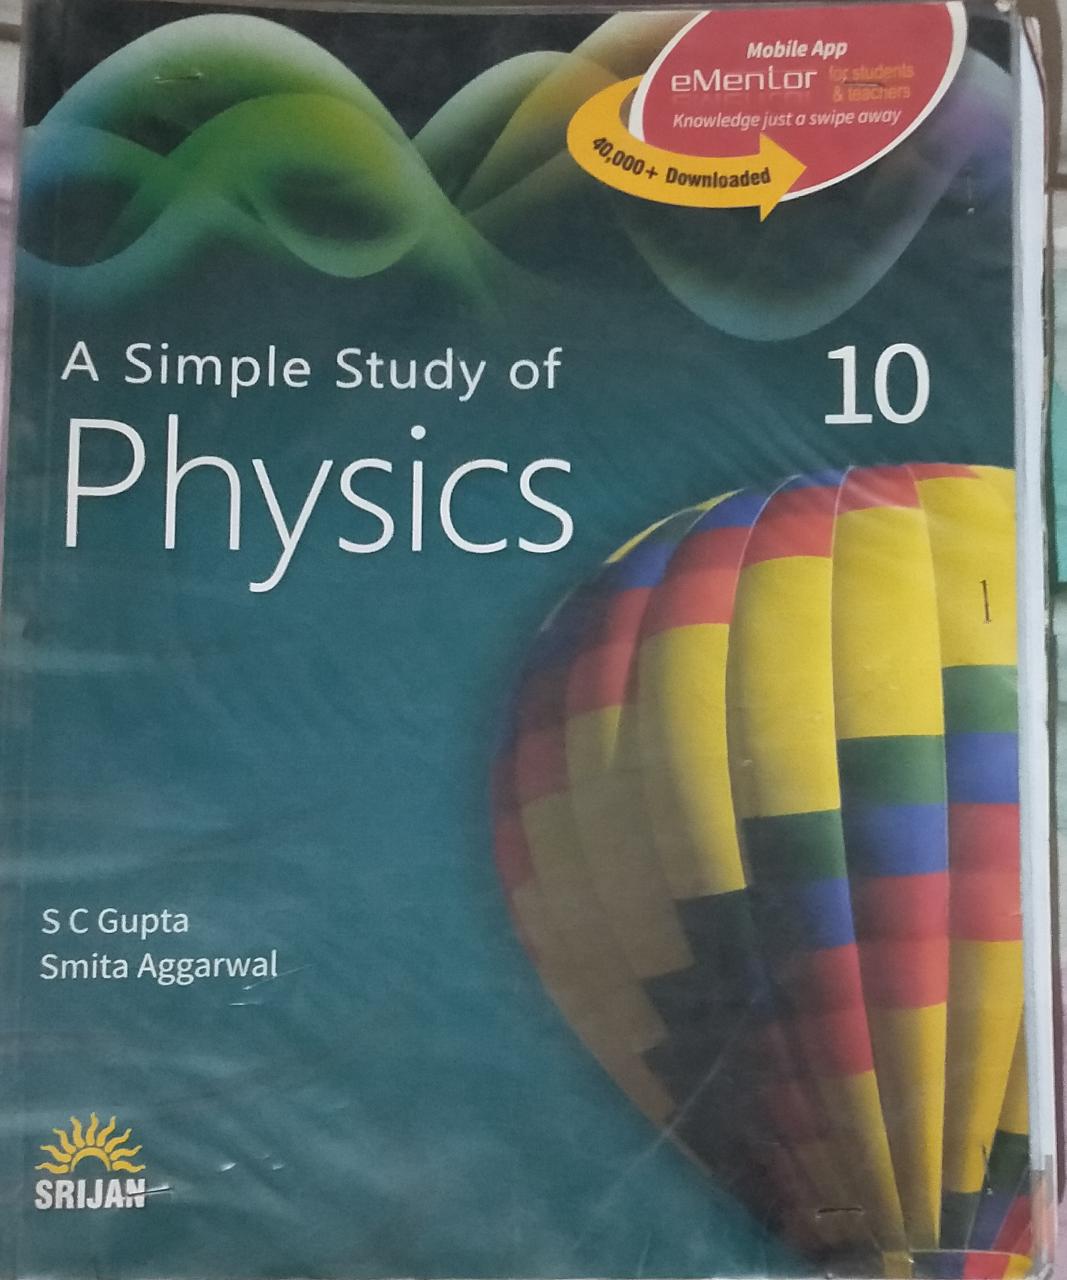 Mobile App
eMentor for students
& teachers
Knowledge just a swipe away
40,000+ Downloaded
A Simple Study of
10
Physics
S C Gupta
Smita Aggarwal
SRIJAN